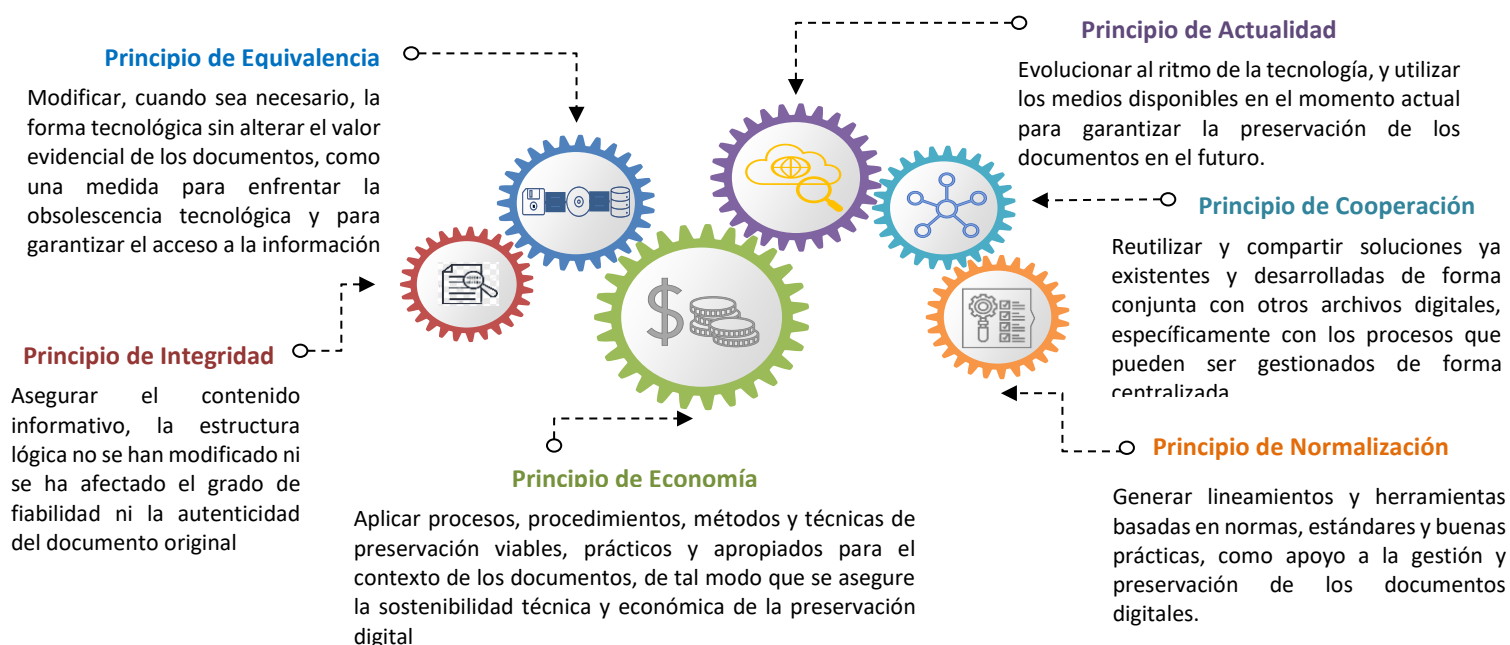 Principio de Equivalencia
Modificar, cuando sea necesario, la
forma tecnológica sin alterar el valor
evidencial de los documentos, como
una medida para enfrentar la
obsolescencia tecnológica y para
garantizar el acceso a la información
Principio de Actualidad
Evolucionar al ritmo de la tecnología, y utilizar
los medios disponibles en el momento actual
para garantizar la preservación de los
documentos en el futuro.
Principio de Cooperación
Reutilizar y compartir soluciones ya
existentes y desarrolladas de forma
conjunta con otros archivos digitales,
específicamente con los procesos que
pueden ser gestionados de forma
centralizada
Principio de Integridad
Asegurar el contenido
informativo, la estructura
lógica no se han modificado ni
se ha afectado el grado de
fiabilidad ni la autenticidad
del documento original
Principio de Economía
Aplicar procesos, procedimientos, métodos y técnicas de
preservación viables, prácticos y apropiados para el
contexto de los documentos, de tal modo que se asegure
la sostenibilidad técnica y económica de la preservación
digital
Principio de Normalización
Generar lineamientos y herramientas
basadas en normas, estándares y buenas
prácticas, como apoyo a la gestión y
preservación de los documentos
digitales.